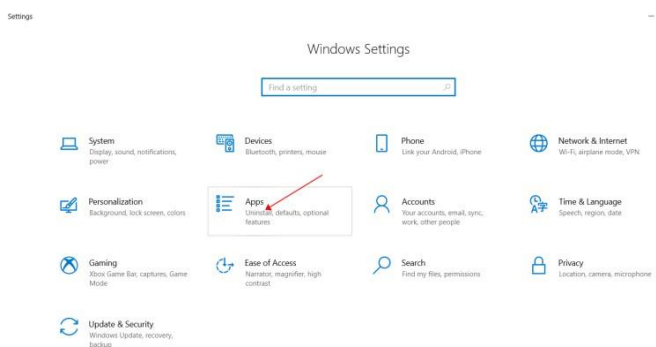 Settings
Windows Settings
Find a setting
System
Display, sound, notifications,
power
Devices
Bluetooth, printers, mouse
Phone
Link your Android, iPhone
Network & Internet
Wi-Fi, airplane mode, VPN
Personalization
Background, lock screen, colors
Apps
Uninstall, defaults, optional
features
Accounts
Your accounts, email, sync,
work, other people
Time & Language
Speech, region, date
Gaming
Xbox Game Bar, captures, Game
Mode
Ease of Access
Narrator, magnifier, high
contrast
Search
Find my files, permissions
Privacy
Location, camera, microphone
Update & Security
Windows Update, recovery,
backup